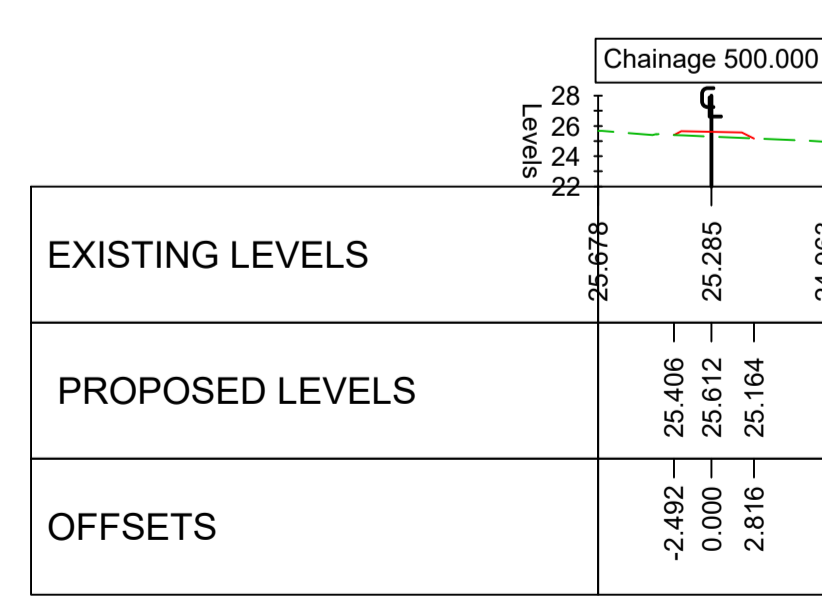 Chainage 500.000
28
26
24
22
Levels
CL
EXISTING LEVELS
25.678
25.285
PROPOSED LEVELS
25.406
25.612
25.164
OFFSETS
-2.492
0.000
2.816